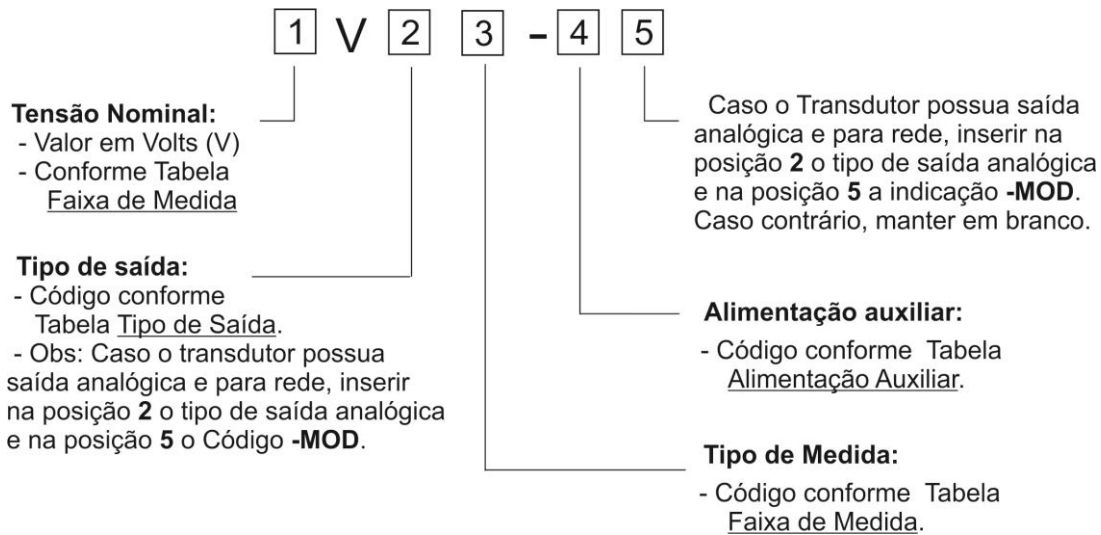 1 V 2 3 - 4 5
Tensão Nominal:
- Valor em Volts (V)
- Conforme Tabela
Faixa de Medida
Tipo de saída:
- Código conforme
Tabela Tipo de Saída.
- Obs: Caso o transdutor possua
saída analógica e para rede, inserir
na posição 2 o tipo de saída analógica
e na posição 5 o Código -MOD.
Caso o Transdutor possua saída
analógica e para rede, inserir na
posição 2 o tipo de saída analógica
e na posição 5 a indicação -MOD.
Caso contrário, manter em branco.
Alimentação auxiliar:
- Código conforme Tabela
Alimentação Auxiliar.
Tipo de Medida:
- Código conforme Tabela
Faixa de Medida.